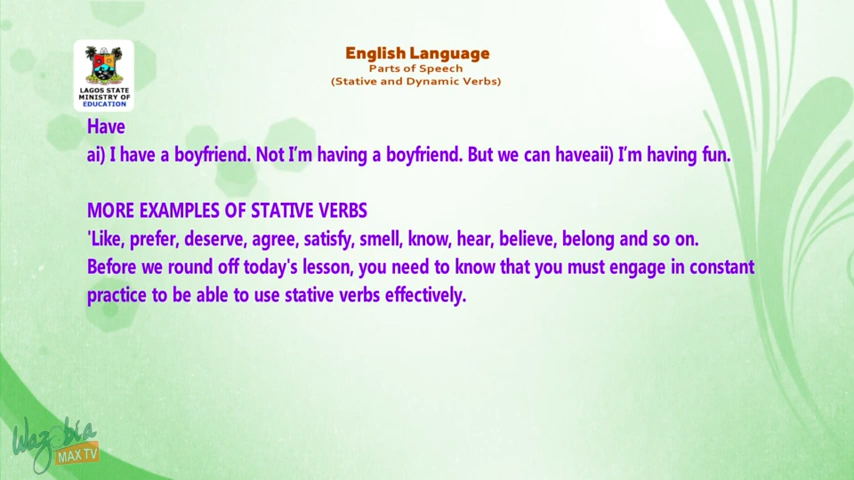 English Language
Parts of Speech
(Stative and Dynamic Verbs)
LAGOS STATE
MINISTRY OF
EDUCATION
Have
ai) I have a boyfriend. Not I’m having a boyfriend. But we can haveaii) I’m having fun.
MORE EXAMPLES OF STATIVE VERBS
'Like, prefer, deserve, agree, satisfy, smell, know, hear, believe, belong and so on.
Before we round off today's lesson, you need to know that you must engage in constant
practice to be able to use stative verbs effectively.
Wazobia
MAX TV